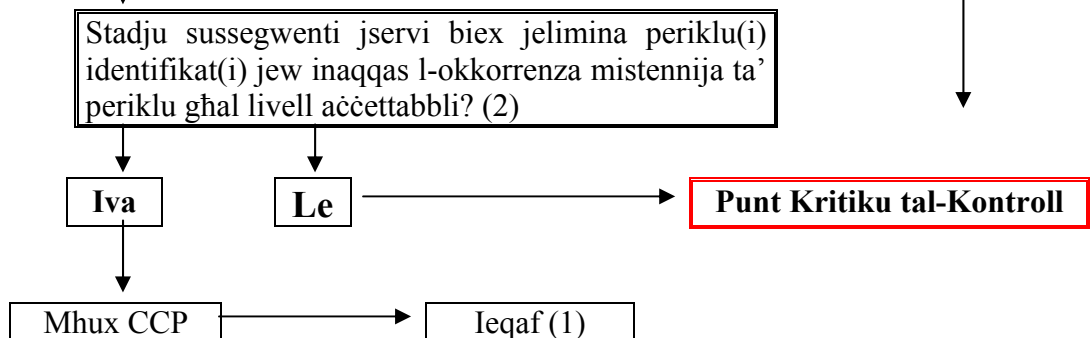 Stadju sussegwenti jservi biex jelimina periklu(i)
identifikat(i) jew inaqqas l-okkorrenza mistennija ta’
periklu għal livell aċċettabbli? (2)
Iva
Le
Punt Kritiku tal-Kontroll
Mhux CCP
Ieqaf (1)